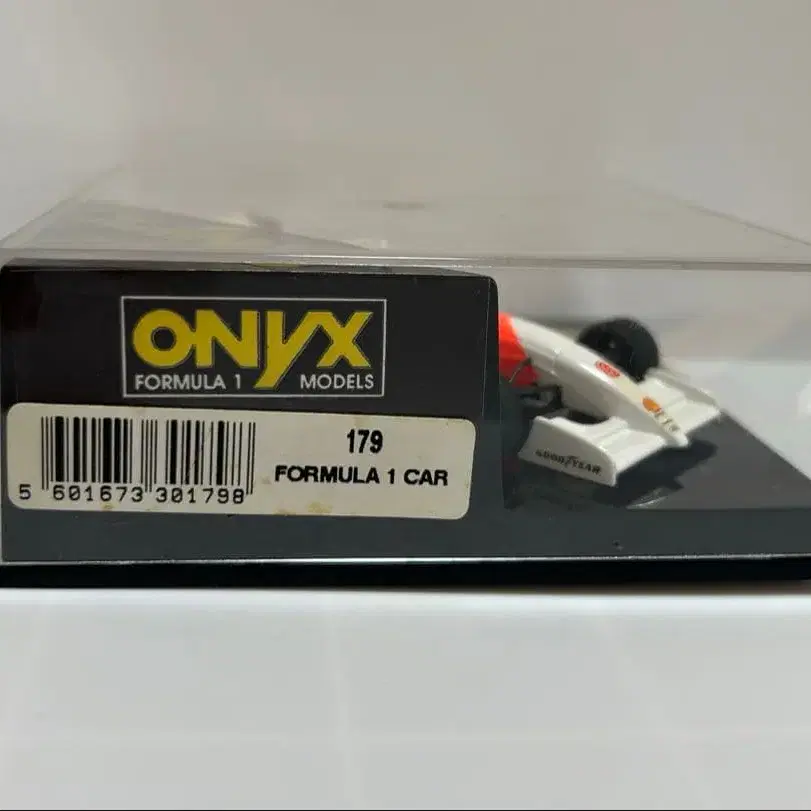 ONYX
FORMULA 1 MODELS
179
FORMULA 1 CAR
5 601673 301798
GOODYEAR